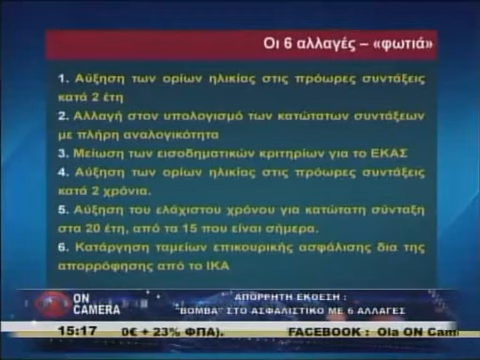 Οι 6 αλλαγές – «φωτιά»
1. Αύξηση των ορίων ηλικίας στις πρόωρες συντάξεις
κατά 2 έτη
2. Αλλαγή στον υπολογισμό των κατώτατων συντάξεων
με πλήρη αναλογικότητα
3. Μείωση των εισοδηματικών κριτηρίων για το ΕΚΑΣ
4. Αύξηση των ορίων ηλικίας στις πρόωρες συντάξεις
κατά 2 χρόνια.
5. Αύξηση του ελάχιστου χρόνου για κατώτατη σύνταξη
στα 20 έτη, από τα 15 που είναι σήμερα.
6. Κατάργηση ταμείων επικουρικής ασφάλισης δια της
απορρόφησης από το ΙΚΑ
ON
CAMERA
ΑΠΟΡΡΗΤΗ ΕΚΘΕΣΗ :
"ΒΟΜΒΑ" ΣΤΟ ΑΣΦΑΛΙΣΤΙΚΟ ΜΕ 6 ΑΛΛΑΓΕΣ
15:17 0€ + 23% ΦΠΑ). FACEBOOK : Ola ON Cam